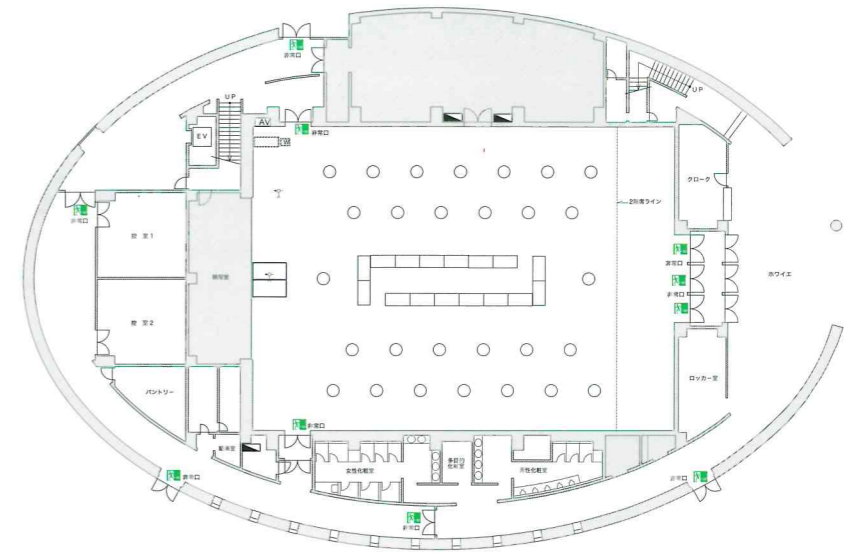 非常口
UP
UP
EV
AV
非常口
クローク
2階席ライン
非常口
控室1
非常口
ホワイエ
非常口
控室2
ロッカー室
パントリー
非常口
女性化粧室
多目的
化粧室
男性化粧室
非常口
非常口
非常口